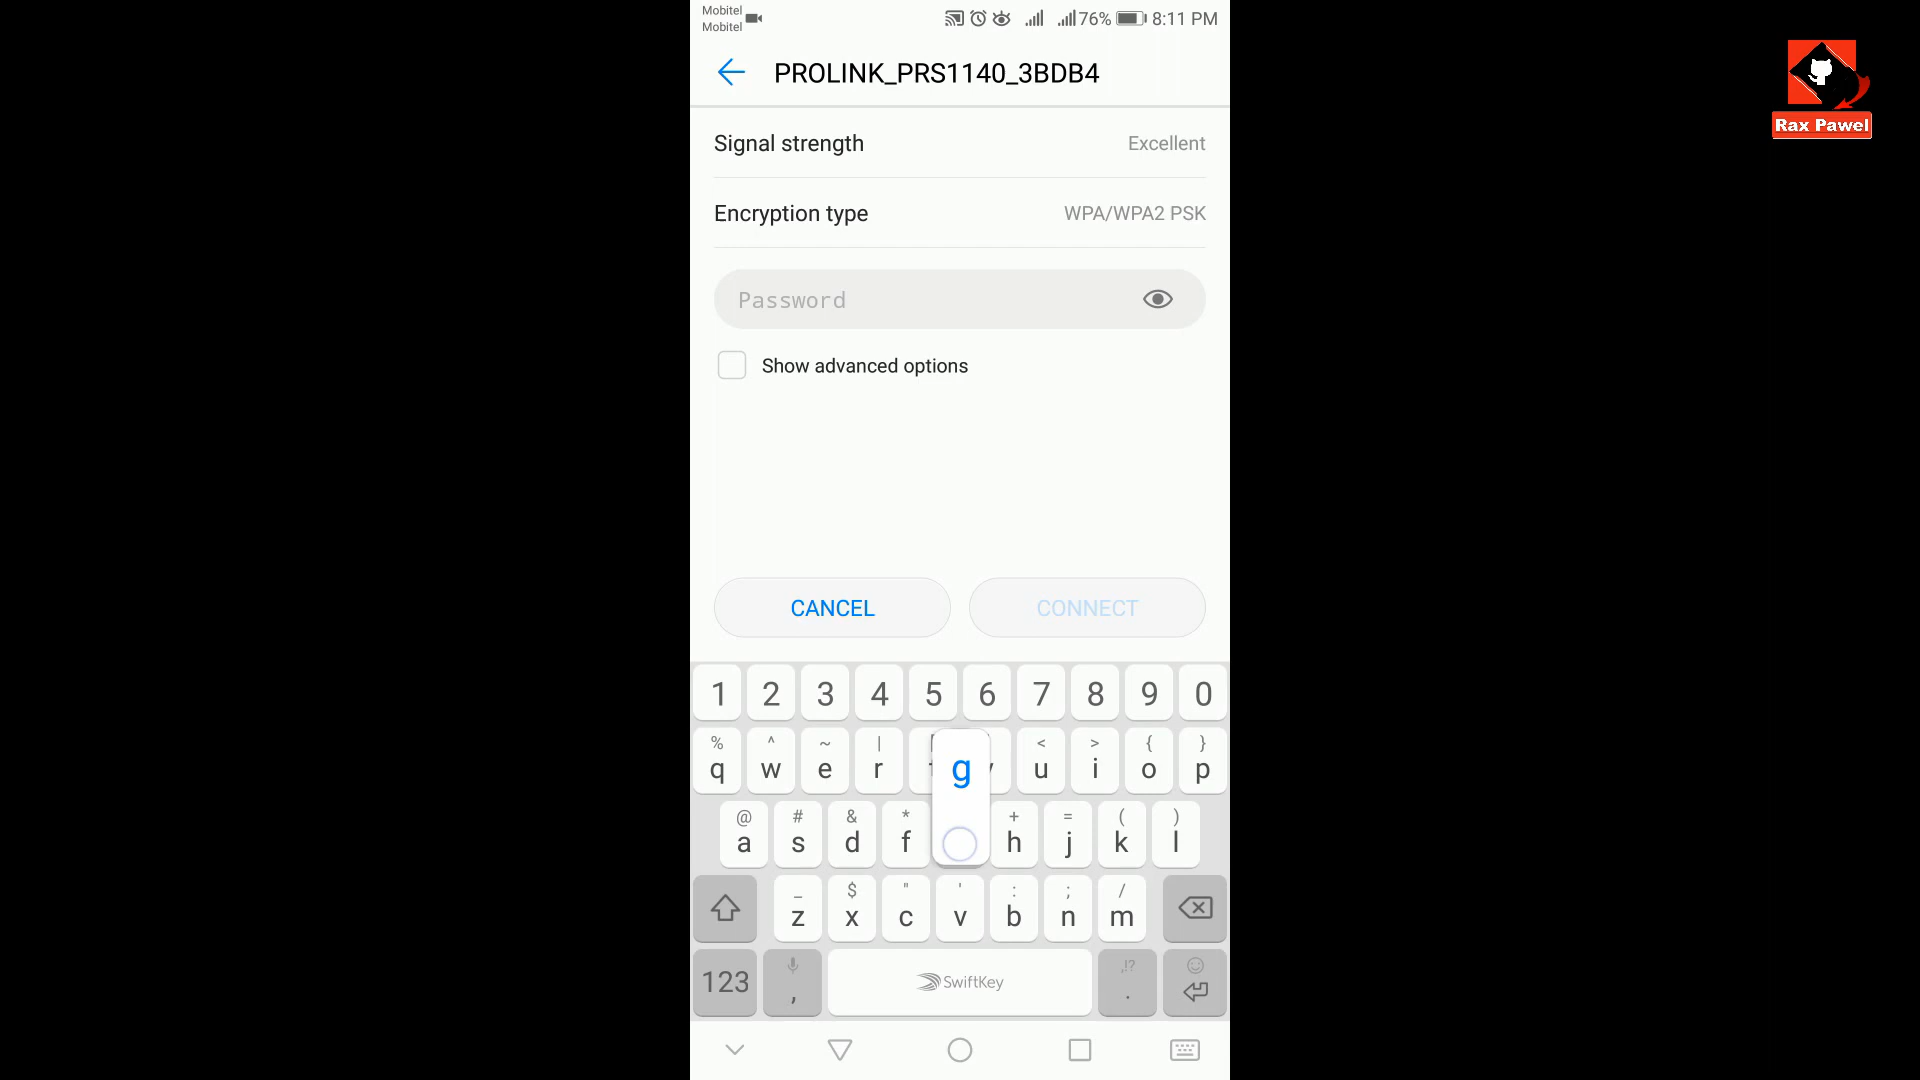 Mobitel
Mobitel
76% 8:11 PM
PROLINK_PRS1140_3BDB4
Rax Pawel
Signal strength Excellent
Encryption type WPA/WPA2 PSK
Password
Show advanced options
CANCEL CONNECT
1 2 3 4 5 6 7 8 9 0
% ^ ~ | < > { }
q w e r u i o p
g
@ # & * + = ( )
a s d f h j k l
_ $ " ' : ; /
z x c v b n m
,!?
123 , SwiftKey .